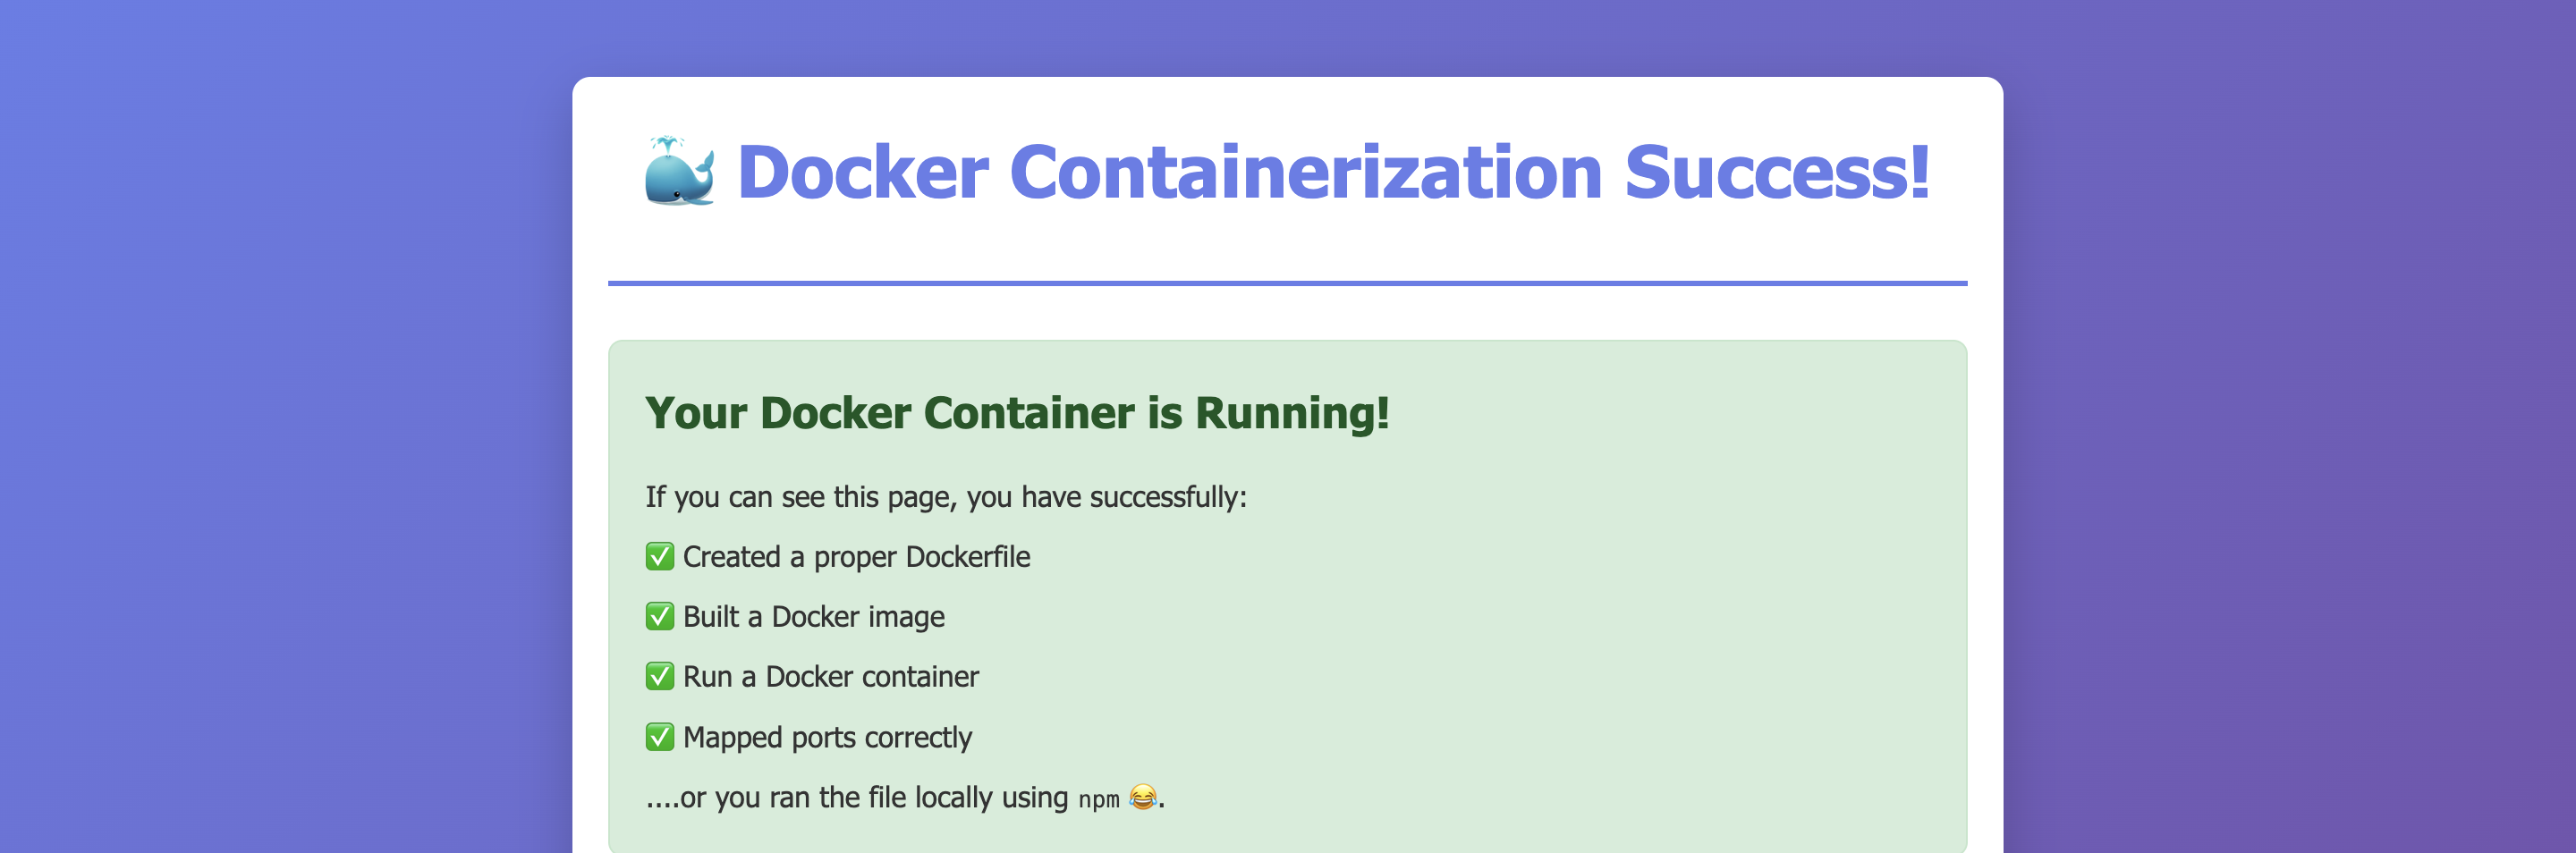 🐳 Docker Containerization Success!
Your Docker Container is Running!
If you can see this page, you have successfully:
✅ Created a proper Dockerfile
✅ Built a Docker image
✅ Run a Docker container
✅ Mapped ports correctly
....or you ran the file locally using npm 😂.